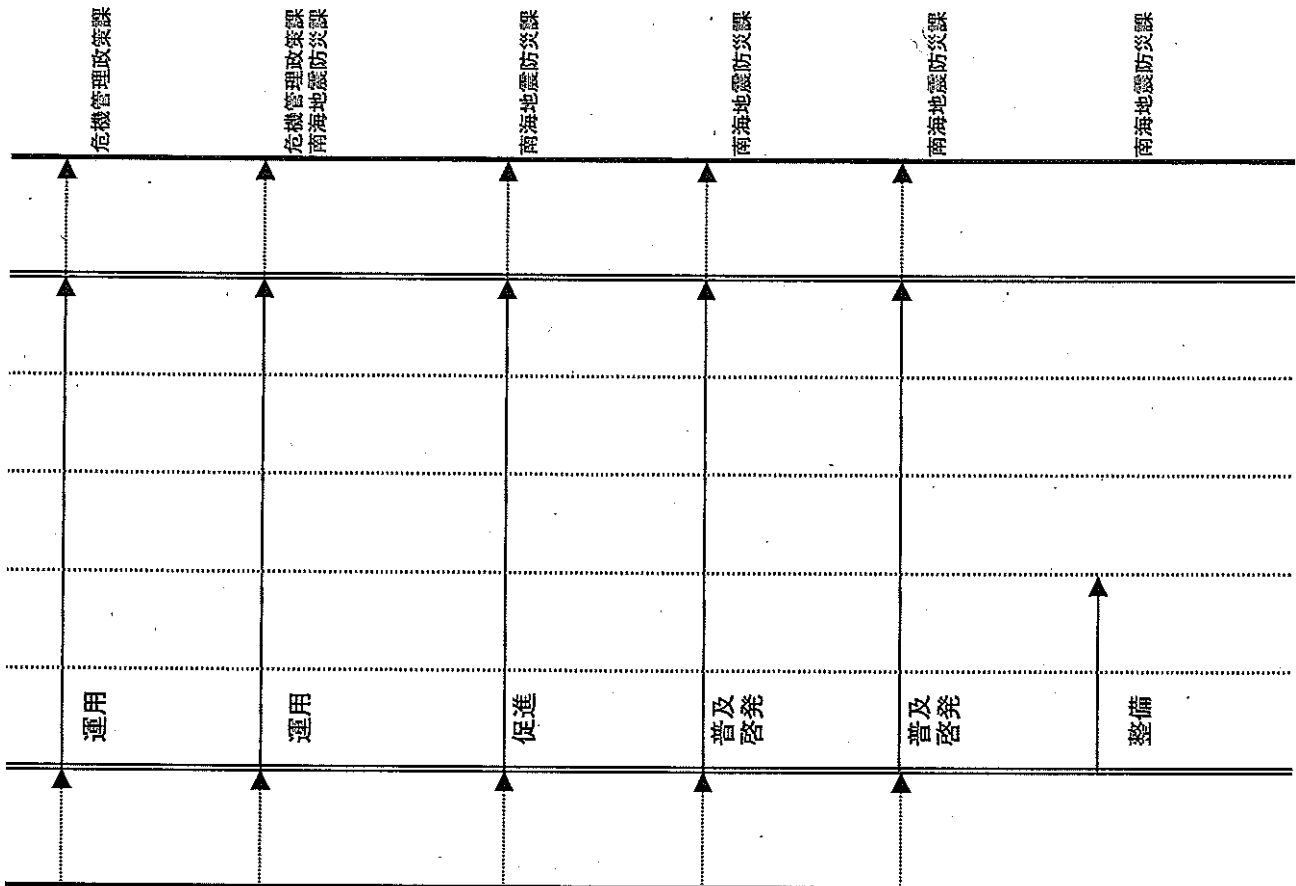 運用
危機管理政策課
運用
危機管理政策課
南海地震防災課
促進
南海地震防災課
普及
啓発
南海地震防災課
普及
啓発
南海地震防災課
整備
南海地震防災課